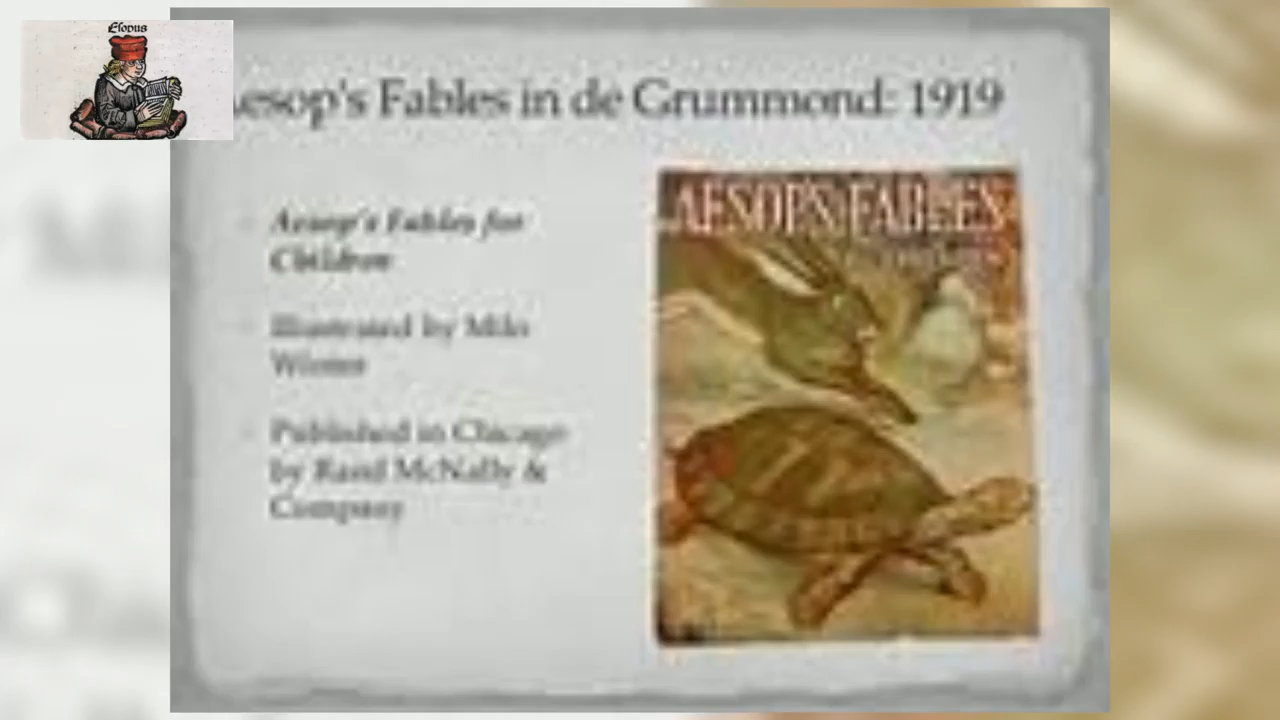 Esopus
Aesop's Fables in de Grummond: 1919
Aesop's Fables for
Children
Illustrated by Milo
Winter
Published in Chicago
by Rand McNally &
Company
AESOP'S FABLES